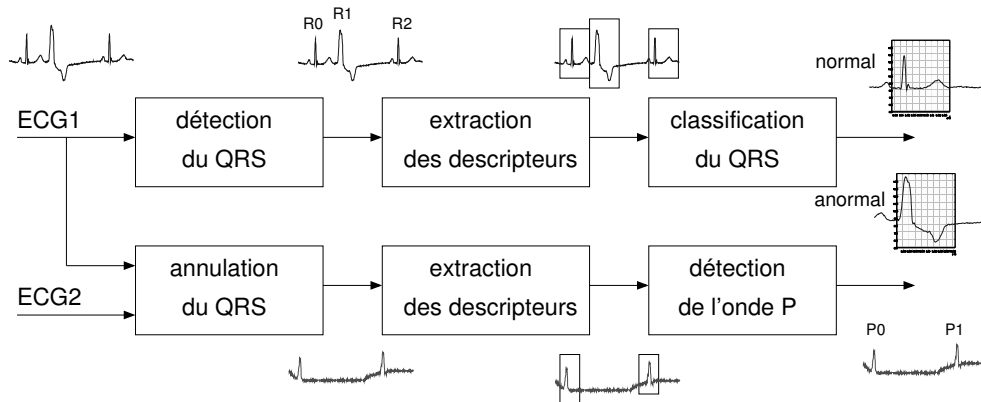 R0 R1 R2
normal
ECG1
détection
du QRS
extraction
des descripteurs
classification
du QRS
anormal
ECG2
annulation
du QRS
extraction
des descripteurs
détection
de l'onde P
P0 P1